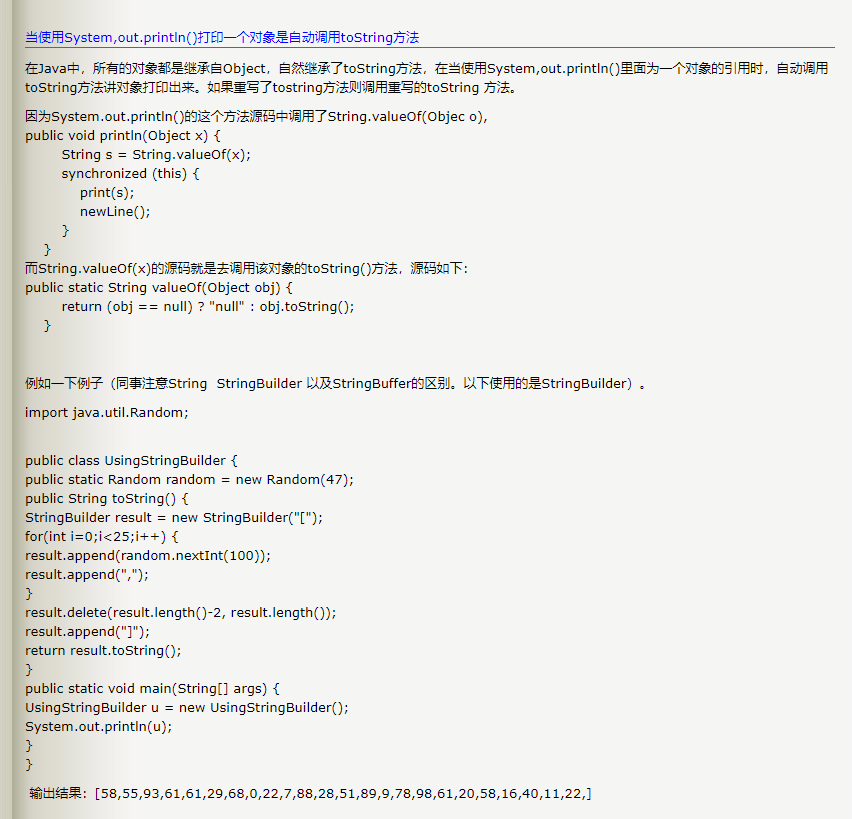 当使用System,out.println()打印一个对象是自动调用toString方法
在Java中，所有的对象都是继承自Object，自然继承了toString方法，在当使用System,out.println()里面为一个对象的引用时，自动调用
toString方法讲对象打印出来。如果重写了tostring方法则调用重写的toString 方法。
因为System.out.println()的这个方法源码中调用了String.valueOf(Objec o),
public void println(Object x) {
String s = String.valueOf(x);
synchronized (this) {
print(s);
newLine();
}
}
而String.valueOf(x)的源码就是去调用该对象的toString()方法，源码如下：
public static String valueOf(Object obj) {
return (obj == null) ? "null" : obj.toString();
}
例如一下例子（同事注意String  StringBuilder 以及StringBuffer的区别。以下使用的是StringBuilder）。
import java.util.Random;
public class UsingStringBuilder {
public static Random random = new Random(47);
public String toString() {
StringBuilder result = new StringBuilder("[");
for(int i=0;i<25;i++) {
result.append(random.nextInt(100));
result.append(",");
}
result.delete(result.length()-2, result.length());
result.append("]");
return result.toString();
}
public static void main(String[] args) {
UsingStringBuilder u = new UsingStringBuilder();
System.out.println(u);
}
}
输出结果：[58,55,93,61,61,29,68,0,22,7,88,28,51,89,9,78,98,61,20,58,16,40,11,22,]